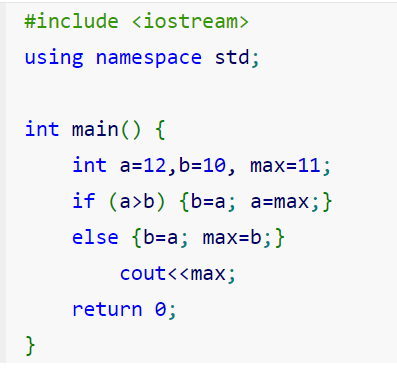 #include <iostream>
using namespace std;
int main() {
int a=12,b=10, max=11;
if (a>b) {b=a; a=max;}
else {b=a; max=b;}
cout<<max;
return 0;
}